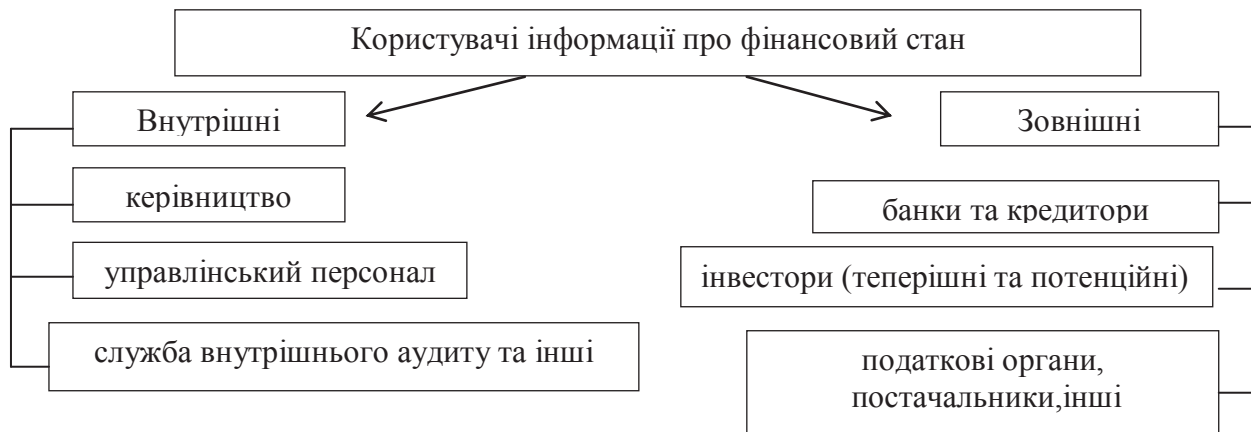 Користувачі інформації про фінансовий стан
Внутрішні
керівництво
управлінський персонал
служба внутрішнього аудиту та інші
Зовнішні
банки та кредитори
інвестори (теперішні та потенційні)
податкові органи,
постачальники,інші